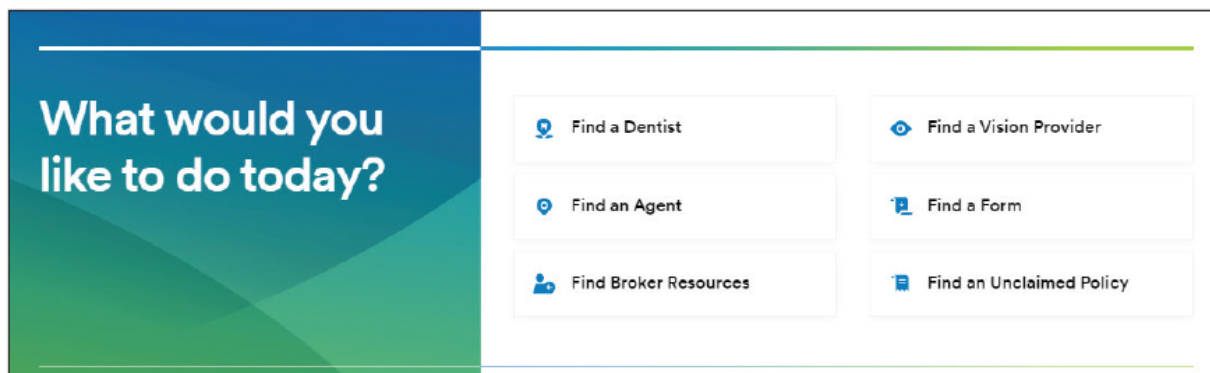 What would you
like to do today?
Find a Dentist
Find a Vision Provider
Find an Agent
Find a Form
Find Broker Resources
Find an Unclaimed Policy